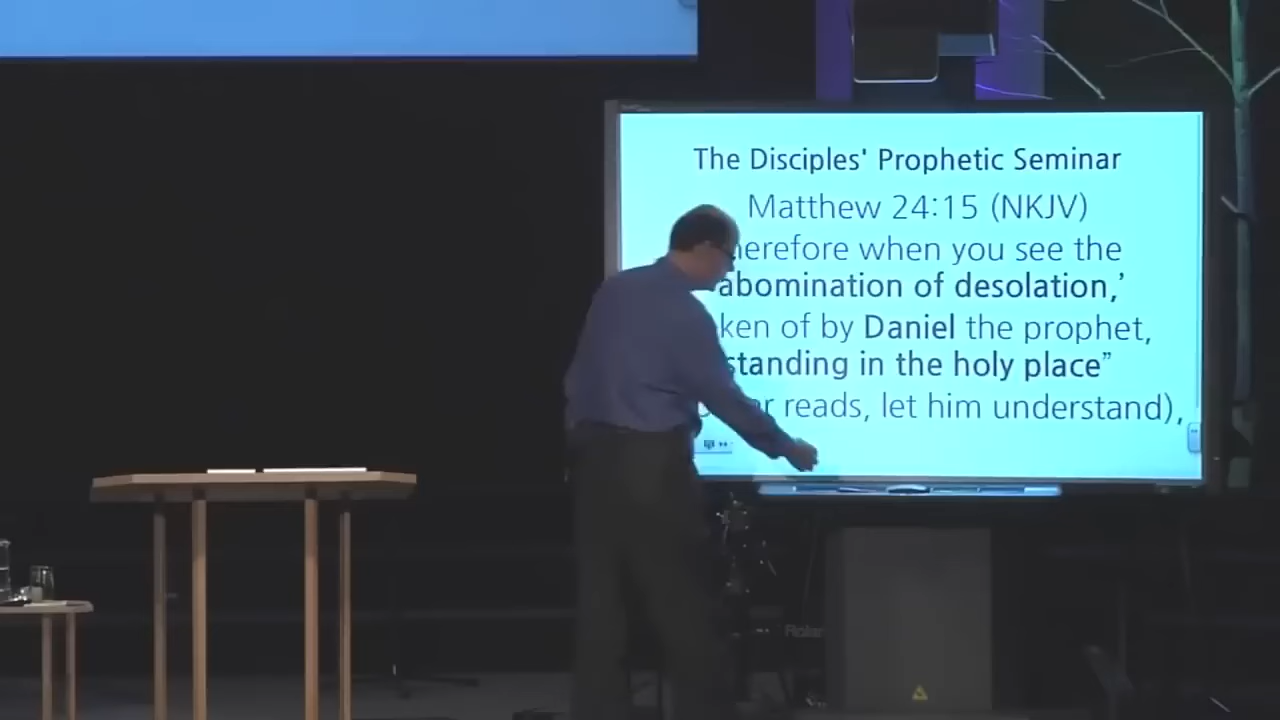 The Disciples' Prophetic Seminar
Matthew 24:15 (NKJV)
herefore when you see the
abomination of desolation,’
ken of by Daniel the prophet,
standing in the holy place”
reads, let him understand),
Roland